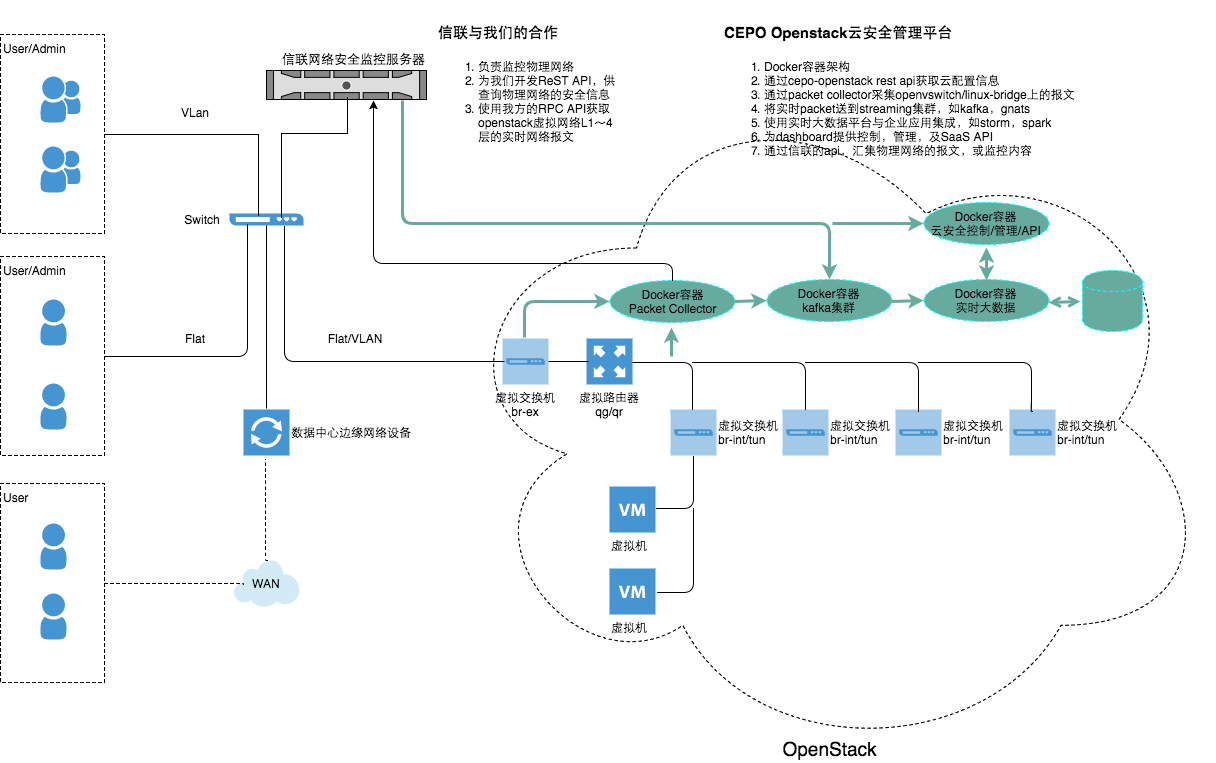 信联与我们的合作
1. 负责监控物理网络
2. 为我们开发ReST API，供
查询物理网络的安全信息
3. 使用我方的RPC API获取
openstack虚拟网络L1～4
层的实时网络报文
CEPO Openstack云安全管理平台
1. Docker容器架构
2. 通过cepo-openstack rest api获取云配置信息
3. 通过packet collector采集openvswitch/linux-bridge上的报文
4. 将实时packet送到streaming集群，如kafka，gnats
5. 使用实时大数据平台与企业应用集成，如storm，spark
6. 为dashboard提供控制，管理，及SaaS API
7. 通过信联的api，汇集物理网络的报文，或监控内容
User/Admin
信联网络安全监控服务器
VLan
Switch
User/Admin
Flat
Flat/VLAN
Docker容器
云安全控制/管理/API
Docker容器
Packet Collector
Docker容器
kafka集群
Docker容器
实时大数据
虚拟交换机
br-ex
虚拟路由器
qg/qr
数据中心边缘网络设备
虚拟交换机
br-int/tun
虚拟交换机
br-int/tun
虚拟交换机
br-int/tun
虚拟交换机
br-int/tun
User
VM
虚拟机
WAN
VM
虚拟机
OpenStack